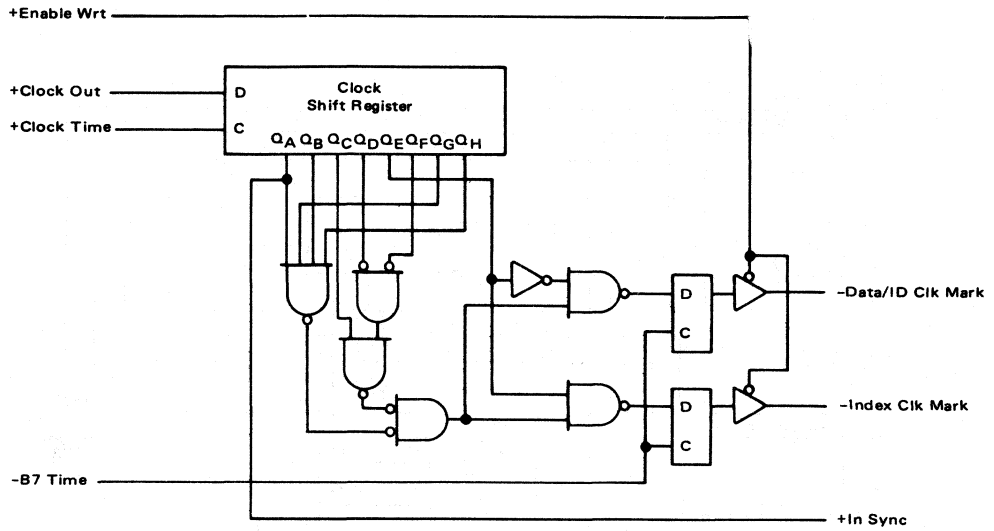 +Enable Wrt
+Clock Out
D
Clock
Shift Register
+Clock Time
C
QA QB QC QD QE QF QG QH
D
-Data/ID Clk Mark
C
D
-Index Clk Mark
C
-B7 Time
+In Sync